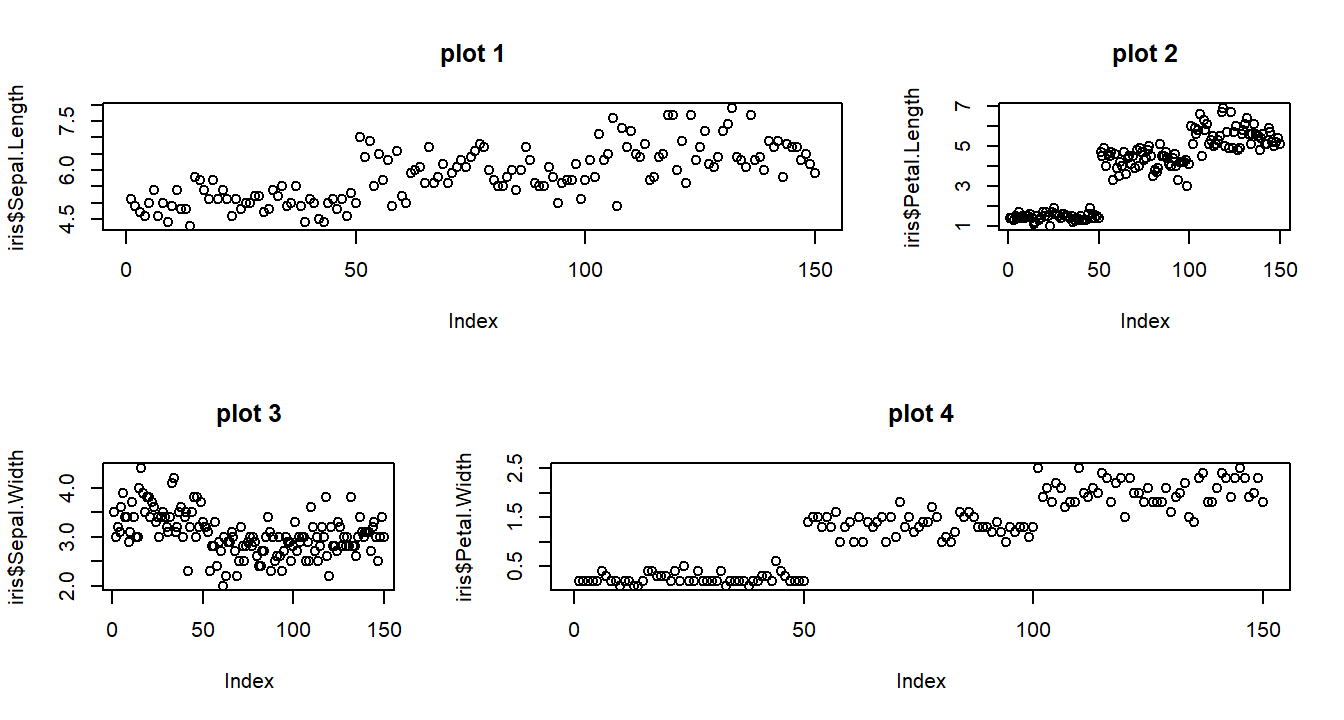 plot 1
iris$Sepal.Length
4.5 6.0 7.5
0 50 100 150
Index
plot 2
iris$Petal.Length
1 3 5 7
0 50 100 150
Index
plot 3
iris$Sepal.Width
2.0 3.0 4.0
0 50 100 150
Index
plot 4
iris$Petal.Width
0.5 1.5 2.5
0 50 100 150
Index